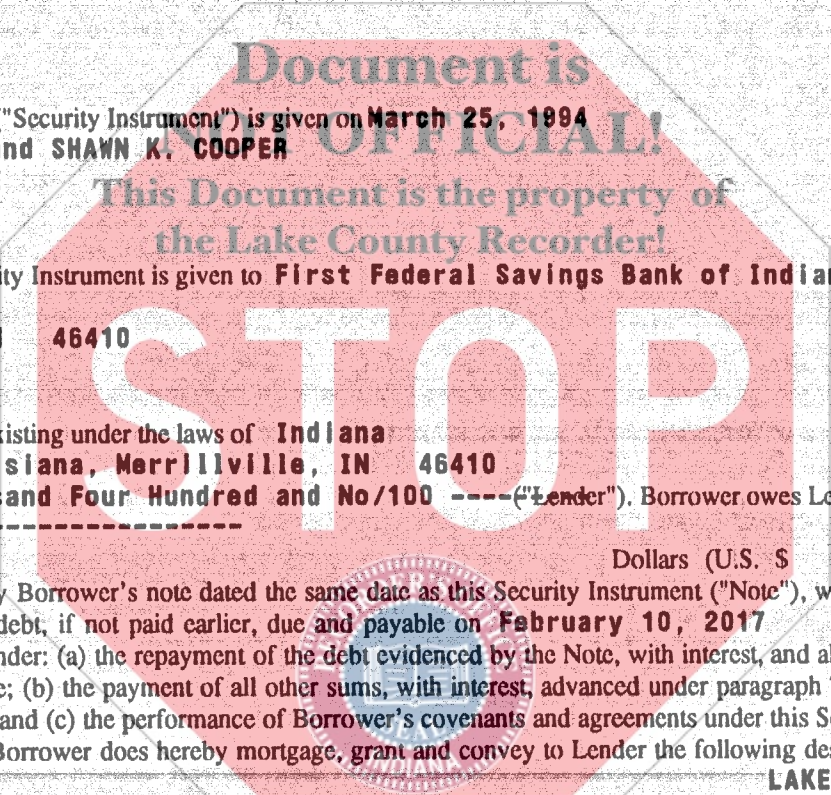 Document is
("Security Instrument") is given on March 25, 1994
NOT OFFICIAL!
and SHAWN K. COOPER
This Document is the property of
the Lake County Recorder!
ity Instrument is given to First Federal Savings Bank of Indian
46410
STOP
xisting under the laws of Indiana
siana, Merrillville, IN 46410
sand Four Hundred and No/100 ----("Lender"). Borrower owes Le
-----------------
Dollars (U.S. $
y Borrower's note dated the same date as this Security Instrument ("Note"), w
debt, if not paid earlier, due and payable on February 10, 2017
nder: (a) the repayment of the debt evidenced by the Note, with interest, and al
e; (b) the payment of all other sums, with interest, advanced under paragraph 7
and (c) the performance of Borrower's covenants and agreements under this S
Borrower does hereby mortgage, grant and convey to Lender the following de
LAKE
SEAL
INDIANA